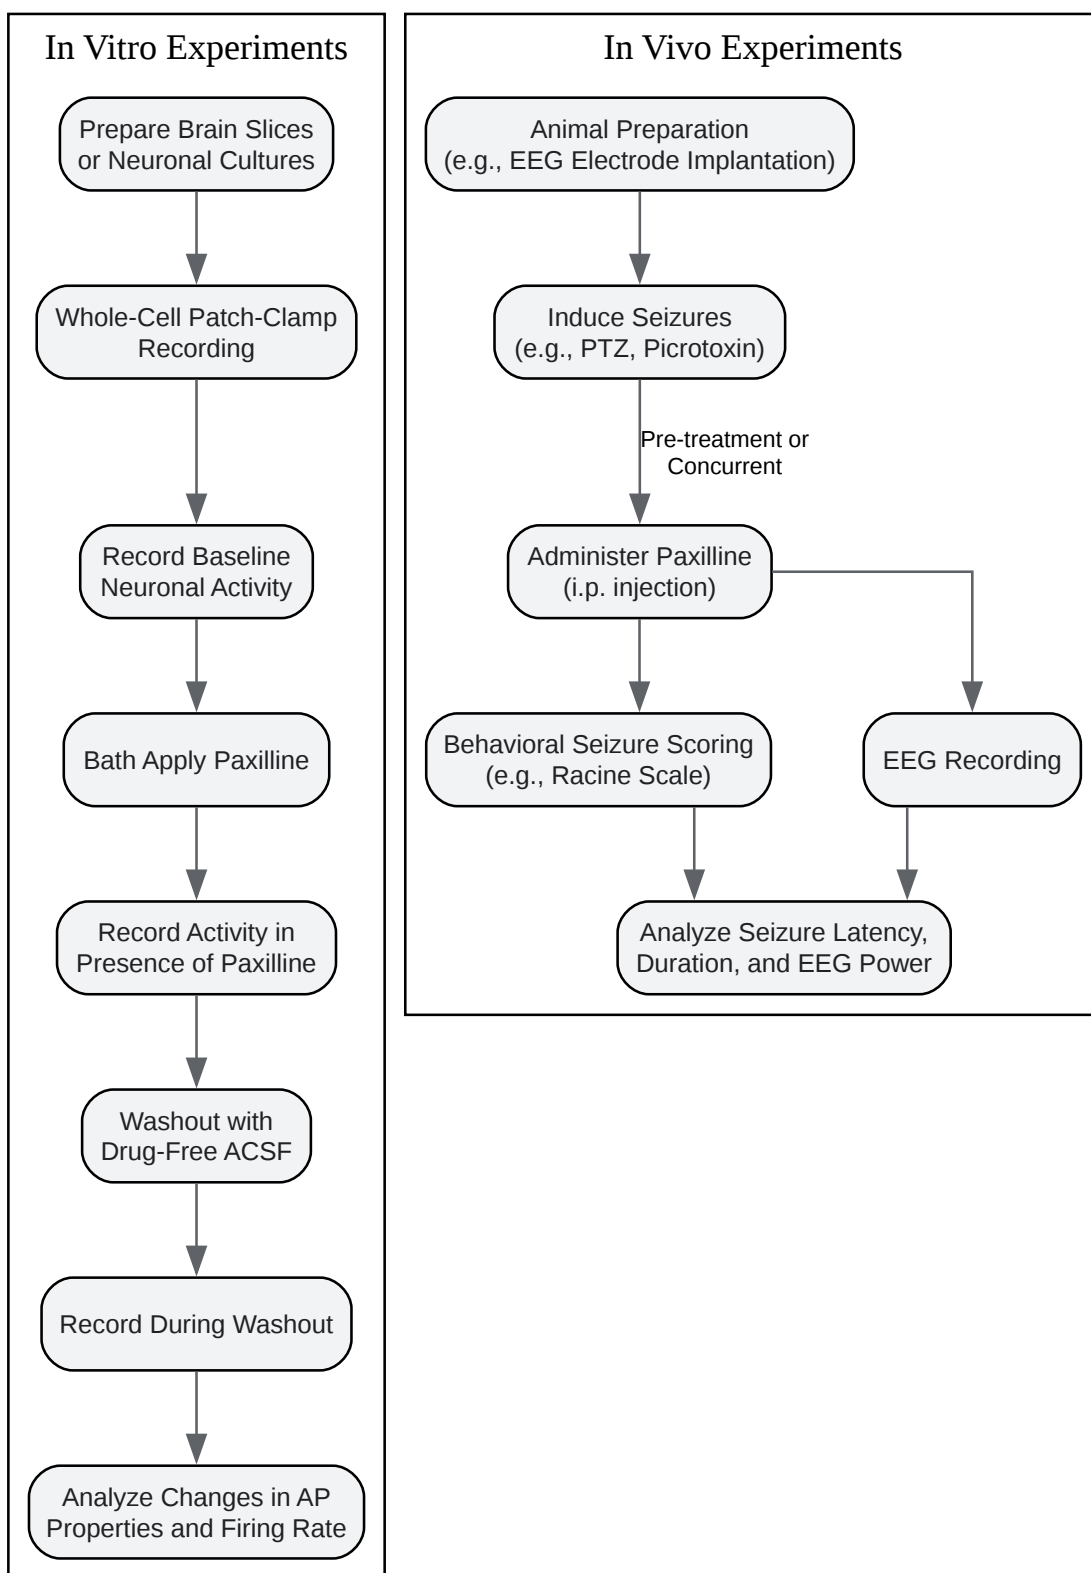 In Vitro Experiments
Prepare Brain Slices
or Neuronal Cultures
Whole-Cell Patch-Clamp
Recording
Record Baseline
Neuronal Activity
Bath Apply Paxilline
Record Activity in
Presence of Paxilline
Washout with
Drug-Free ACSF
Record During Washout
Analyze Changes in AP
Properties and Firing Rate
In Vivo Experiments
Animal Preparation
(e.g., EEG Electrode Implantation)
Induce Seizures
(e.g., PTZ, Picrotoxin)
Pre-treatment or
Concurrent
Administer Paxilline
(i.p. injection)
Behavioral Seizure Scoring
(e.g., Racine Scale)
EEG Recording
Analyze Seizure Latency,
Duration, and EEG Power